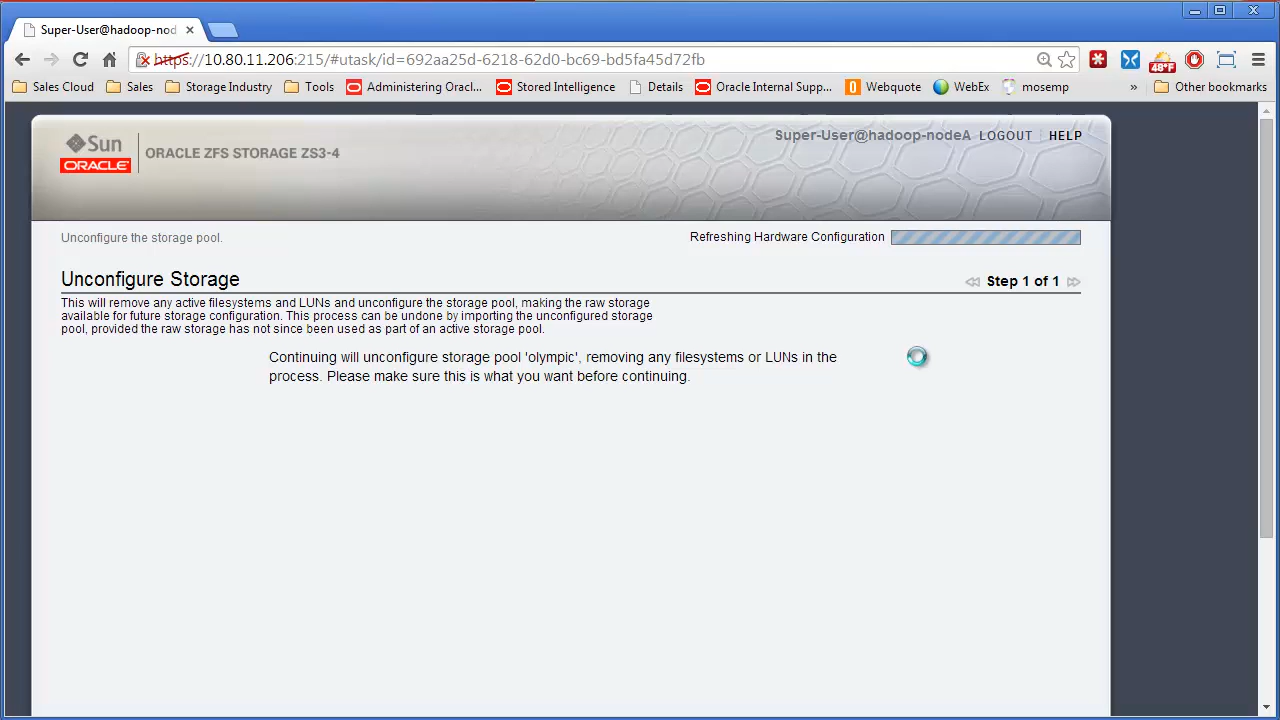 Super-User@hadoop-nod
https://10.80.11.206:215/#utask/id=692aa25d-6218-62d0-bc69-bd5fa45d72fb
48°F
Sales Cloud Sales Storage Industry Tools Administering Orac... Stored Intelligence Details Oracle Internal Supp... Webquote WebEx mosemp » Other bookmarks
Super-User@hadoop-nodeA LOGOUT HELP
Sun
ORACLE
ORACLE ZFS STORAGE ZS3-4
Unconfigure the storage pool.
Refreshing Hardware Configuration
Unconfigure Storage
Step 1 of 1
This will remove any active filesystems and LUNs and unconfigure the storage pool, making the raw storage
available for future storage configuration. This process can be undone by importing the unconfigured storage
pool, provided the raw storage has not since been used as part of an active storage pool.
Continuing will unconfigure storage pool 'olympic', removing any filesystems or LUNs in the
process. Please make sure this is what you want before continuing.